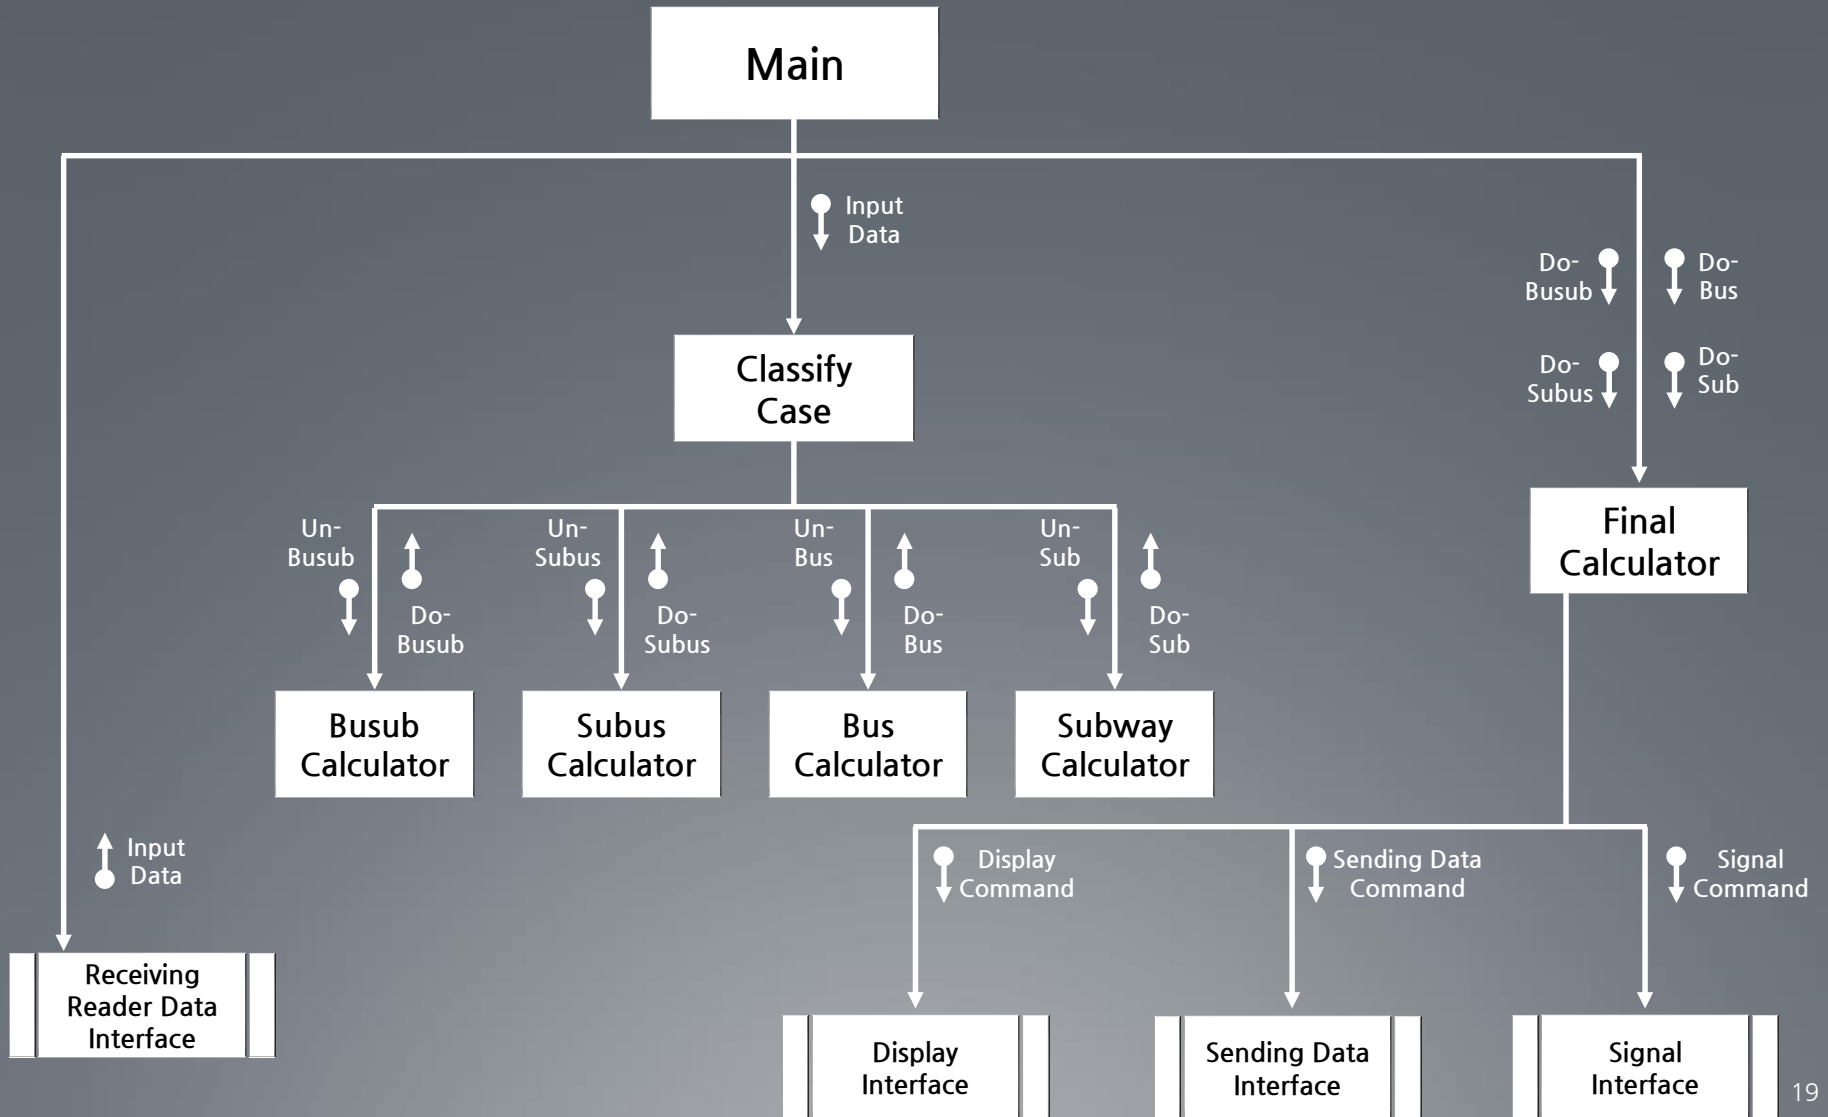 Main
Input
Data
Do-
Busub
Do-
Bus
Do-
Subus
Do-
Sub
Classify
Case
Final
Calculator
Un-
Busub
Do-
Busub
Un-
Subus
Do-
Subus
Un-
Bus
Do-
Bus
Un-
Sub
Do-
Sub
Busub
Calculator
Subus
Calculator
Bus
Calculator
Subway
Calculator
Input
Data
Display
Command
Sending Data
Command
Signal
Command
Receiving
Reader Data
Interface
Display
Interface
Sending Data
Interface
Signal
Interface
19